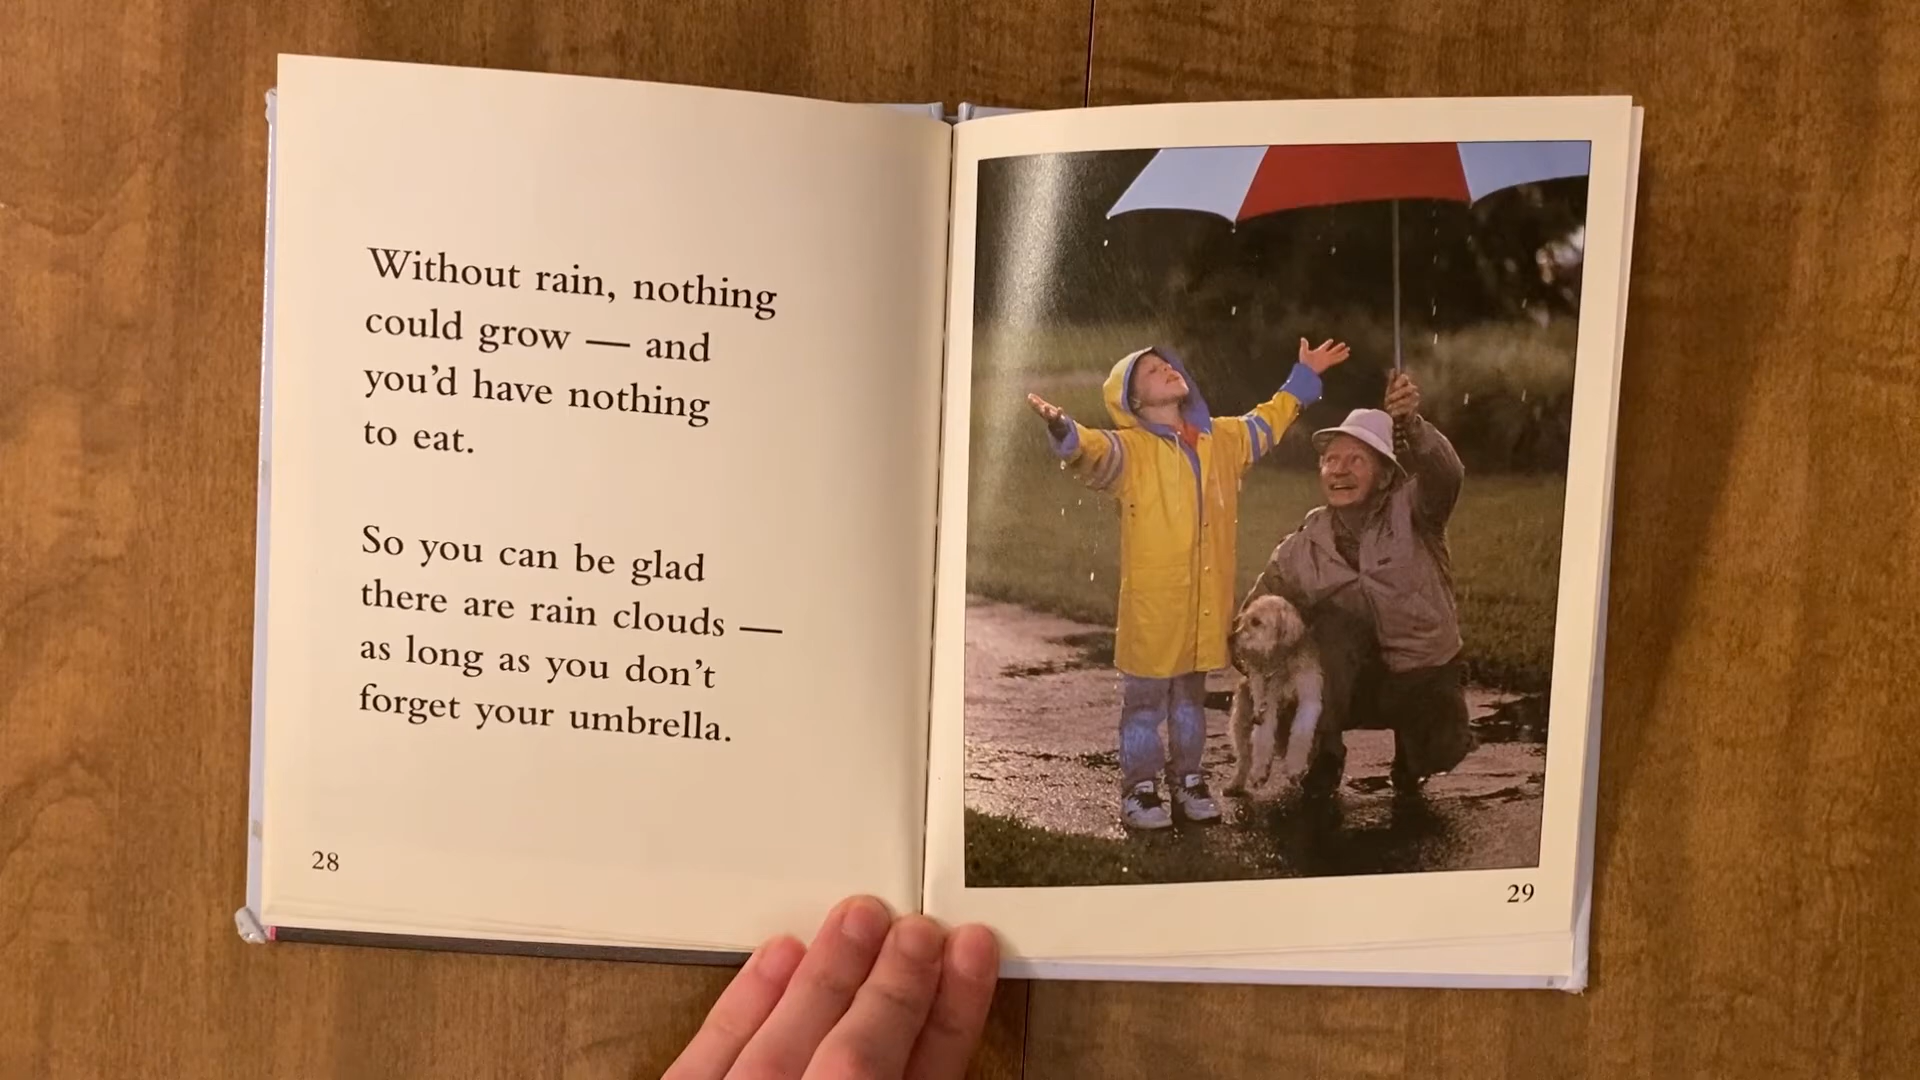 Without rain, nothing
could grow — and
you'd have nothing
to eat.
So you can be glad
there are rain clouds —
as long as you don't
forget your umbrella.
28
29